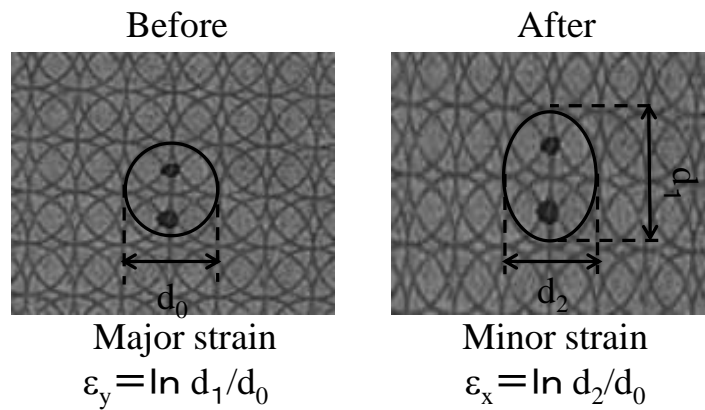 Before
After
d₀
d₂
d₁
Major strain
Minor strain
εy＝ln d₁/d₀
εx＝ln d₂/d₀